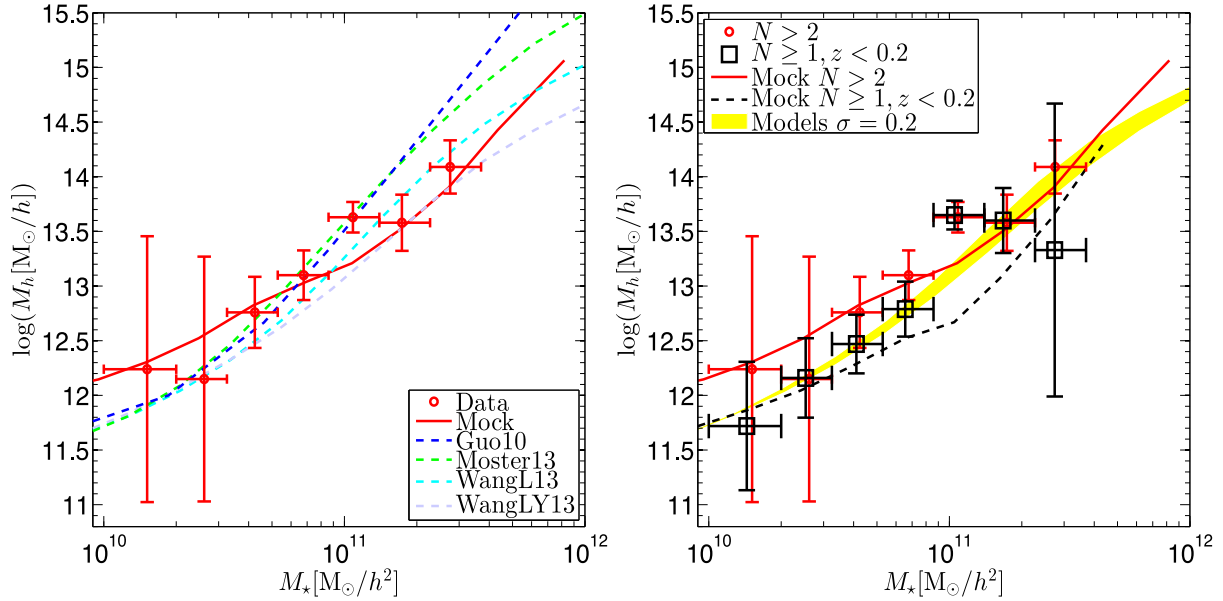 15.5
15
14.5
14
13.5
13
12.5
12
11.5
11
log(M_h[M_⊙/h])
10^10
10^11
10^12
M_⋆[M_⊙/h^2]
Data
Mock
Guo10
Moster13
WangL13
WangLY13
15.5
15
14.5
14
13.5
13
12.5
12
11.5
11
log(M_h[M_⊙/h])
10^10
10^11
10^12
M_⋆[M_⊙/h^2]
N > 2
N ≥ 1, z < 0.2
Mock N > 2
Mock N ≥ 1, z < 0.2
Models σ = 0.2